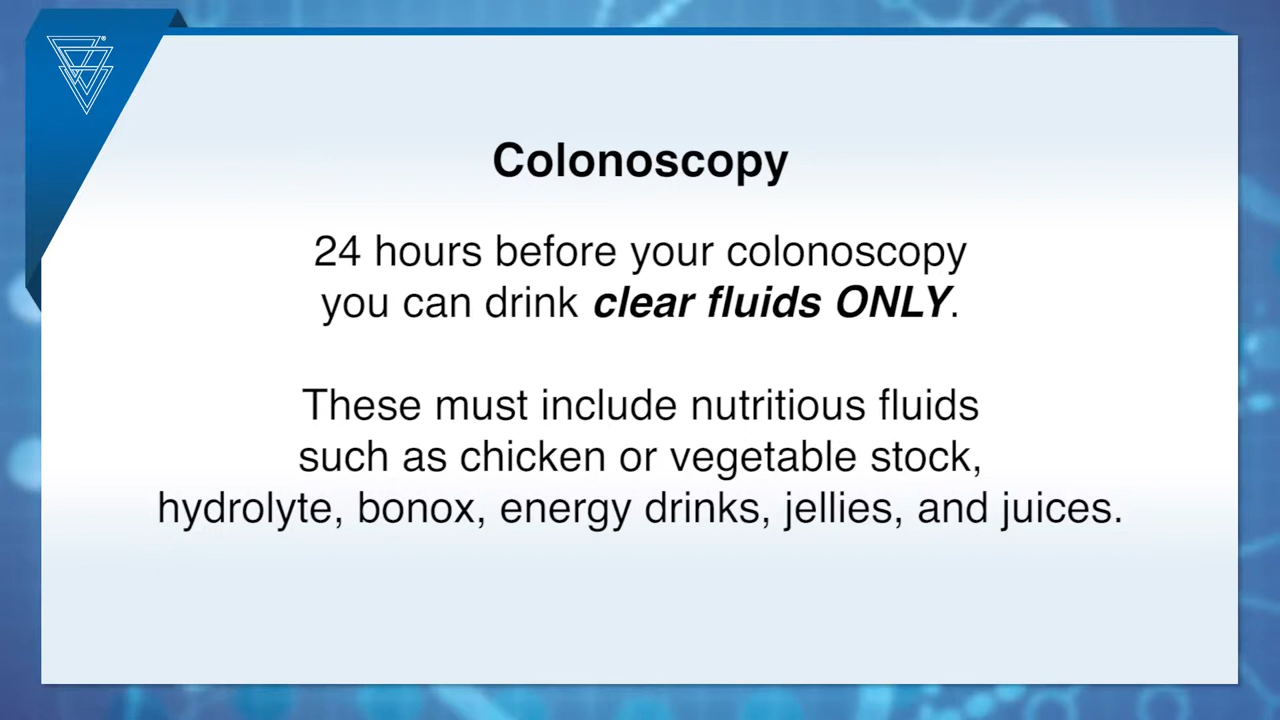 Colonoscopy
24 hours before your colonoscopy
you can drink clear fluids ONLY.
These must include nutritious fluids
such as chicken or vegetable stock,
hydrolyte, bonox, energy drinks, jellies, and juices.